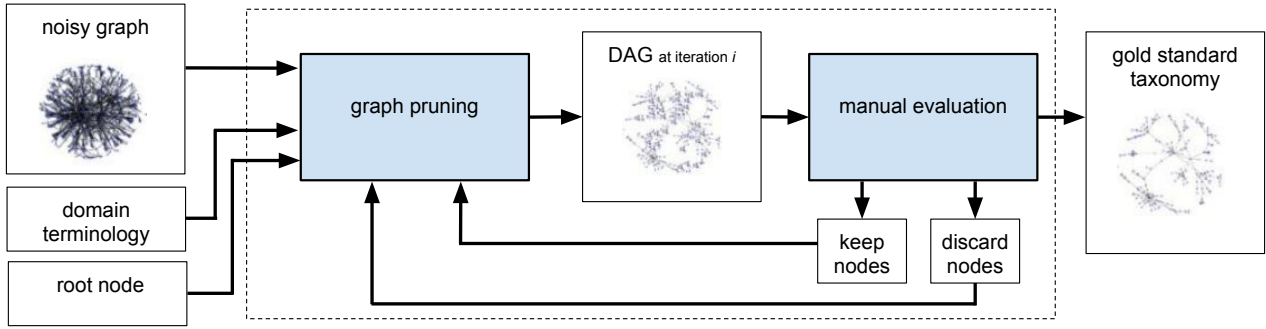 noisy graph
domain
terminology
root node
graph pruning
DAG at iteration i
manual evaluation
keep
nodes
discard
nodes
gold standard
taxonomy